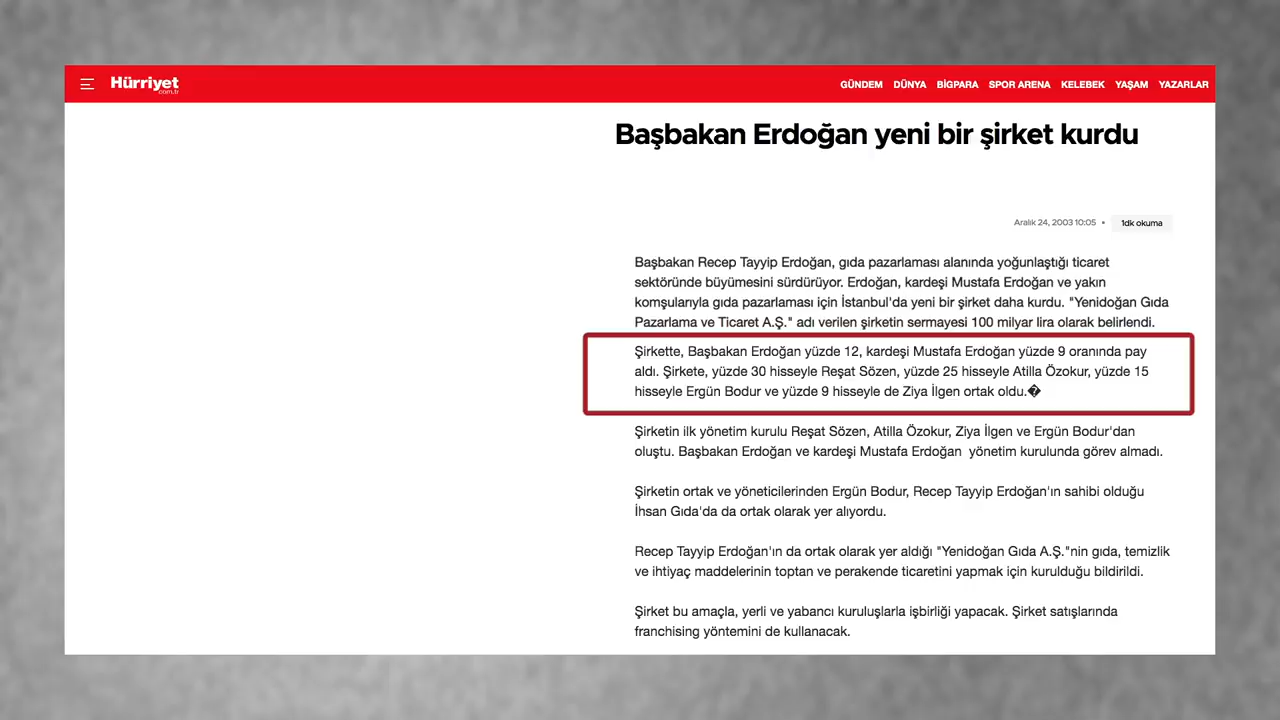 Hürriyet
com.tr
GÜNDEM DÜNYA BİGPARA SPOR ARENA KELEBEK YAŞAM YAZARLAR
Başbakan Erdoğan yeni bir şirket kurdu
Aralık 24, 2003 10:05 • 1dk okuma
Başbakan Recep Tayyip Erdoğan, gıda pazarlaması alanında yoğunlaştığı ticaret
sektöründe büyümesini sürdürüyor. Erdoğan, kardeşi Mustafa Erdoğan ve yakın
komşularıyla gıda pazarlaması için İstanbul'da yeni bir şirket daha kurdu. "Yenidoğan Gıda
Pazarlama ve Ticaret A.Ş." adı verilen şirketin sermayesi 100 milyar lira olarak belirlendi.
Şirkette, Başbakan Erdoğan yüzde 12, kardeşi Mustafa Erdoğan yüzde 9 oranında pay
aldı. Şirkete, yüzde 30 hisseyle Reşat Sözen, yüzde 25 hisseyle Atilla Özokur, yüzde 15
hisseyle Ergün Bodur ve yüzde 9 hisseyle de Ziya İlgen ortak oldu.�
Şirketin ilk yönetim kurulu Reşat Sözen, Atilla Özokur, Ziya İlgen ve Ergün Bodur'dan
oluştu. Başbakan Erdoğan ve kardeşi Mustafa Erdoğan  yönetim kurulunda görev almadı.
Şirketin ortak ve yöneticilerinden Ergün Bodur, Recep Tayyip Erdoğan'ın sahibi olduğu
İhsan Gıda'da da ortak olarak yer alıyordu.
Recep Tayyip Erdoğan'ın da ortak olarak yer aldığı "Yenidoğan Gıda A.Ş."nin gıda, temizlik
ve ihtiyaç maddelerinin toptan ve perakende ticaretini yapmak için kurulduğu bildirildi.
Şirket bu amaçla, yerli ve yabancı kuruluşlarla işbirliği yapacak. Şirket satışlarında
franchising yöntemini de kullanacak.